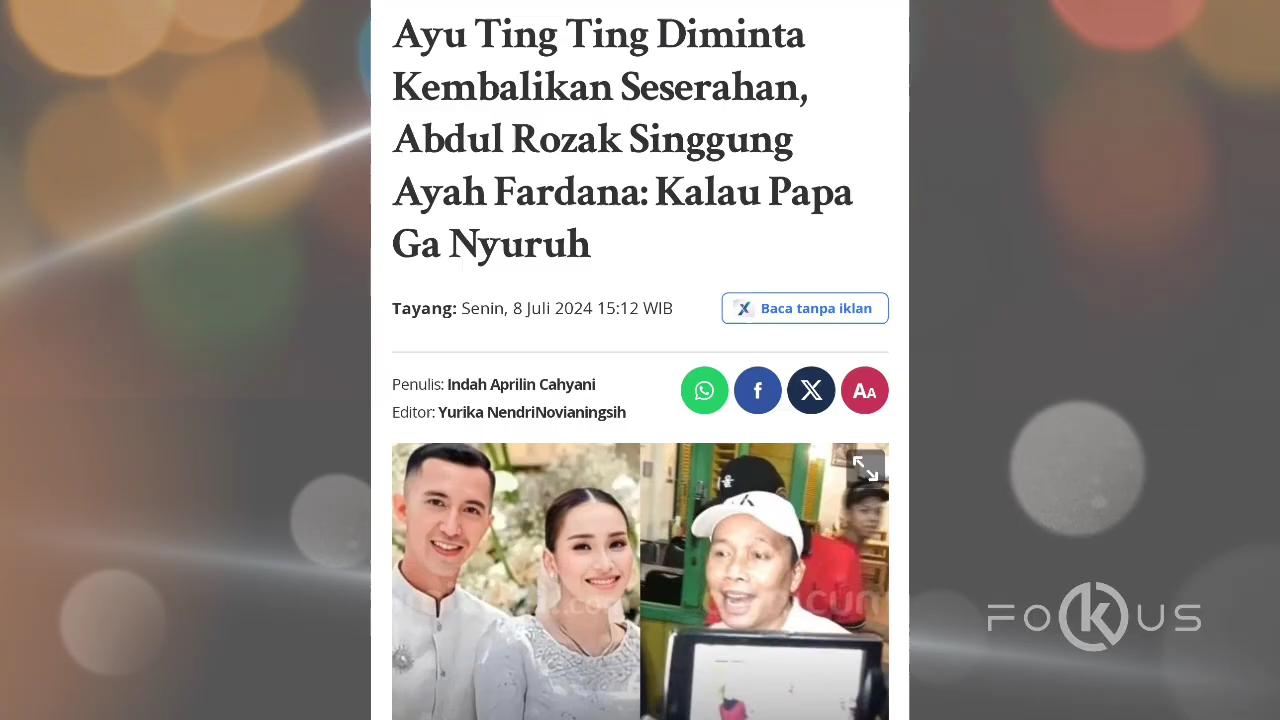 Ayu Ting Ting Diminta
Kembalikan Seserahan,
Abdul Rozak Singgung
Ayah Fardana: Kalau Papa
Ga Nyuruh
Tayang: Senin, 8 Juli 2024 15:12 WIB
Baca tanpa iklan
Penulis: Indah Aprilin Cahyani
Editor: Yurika NendriNovianingsih
AA
FOKUS